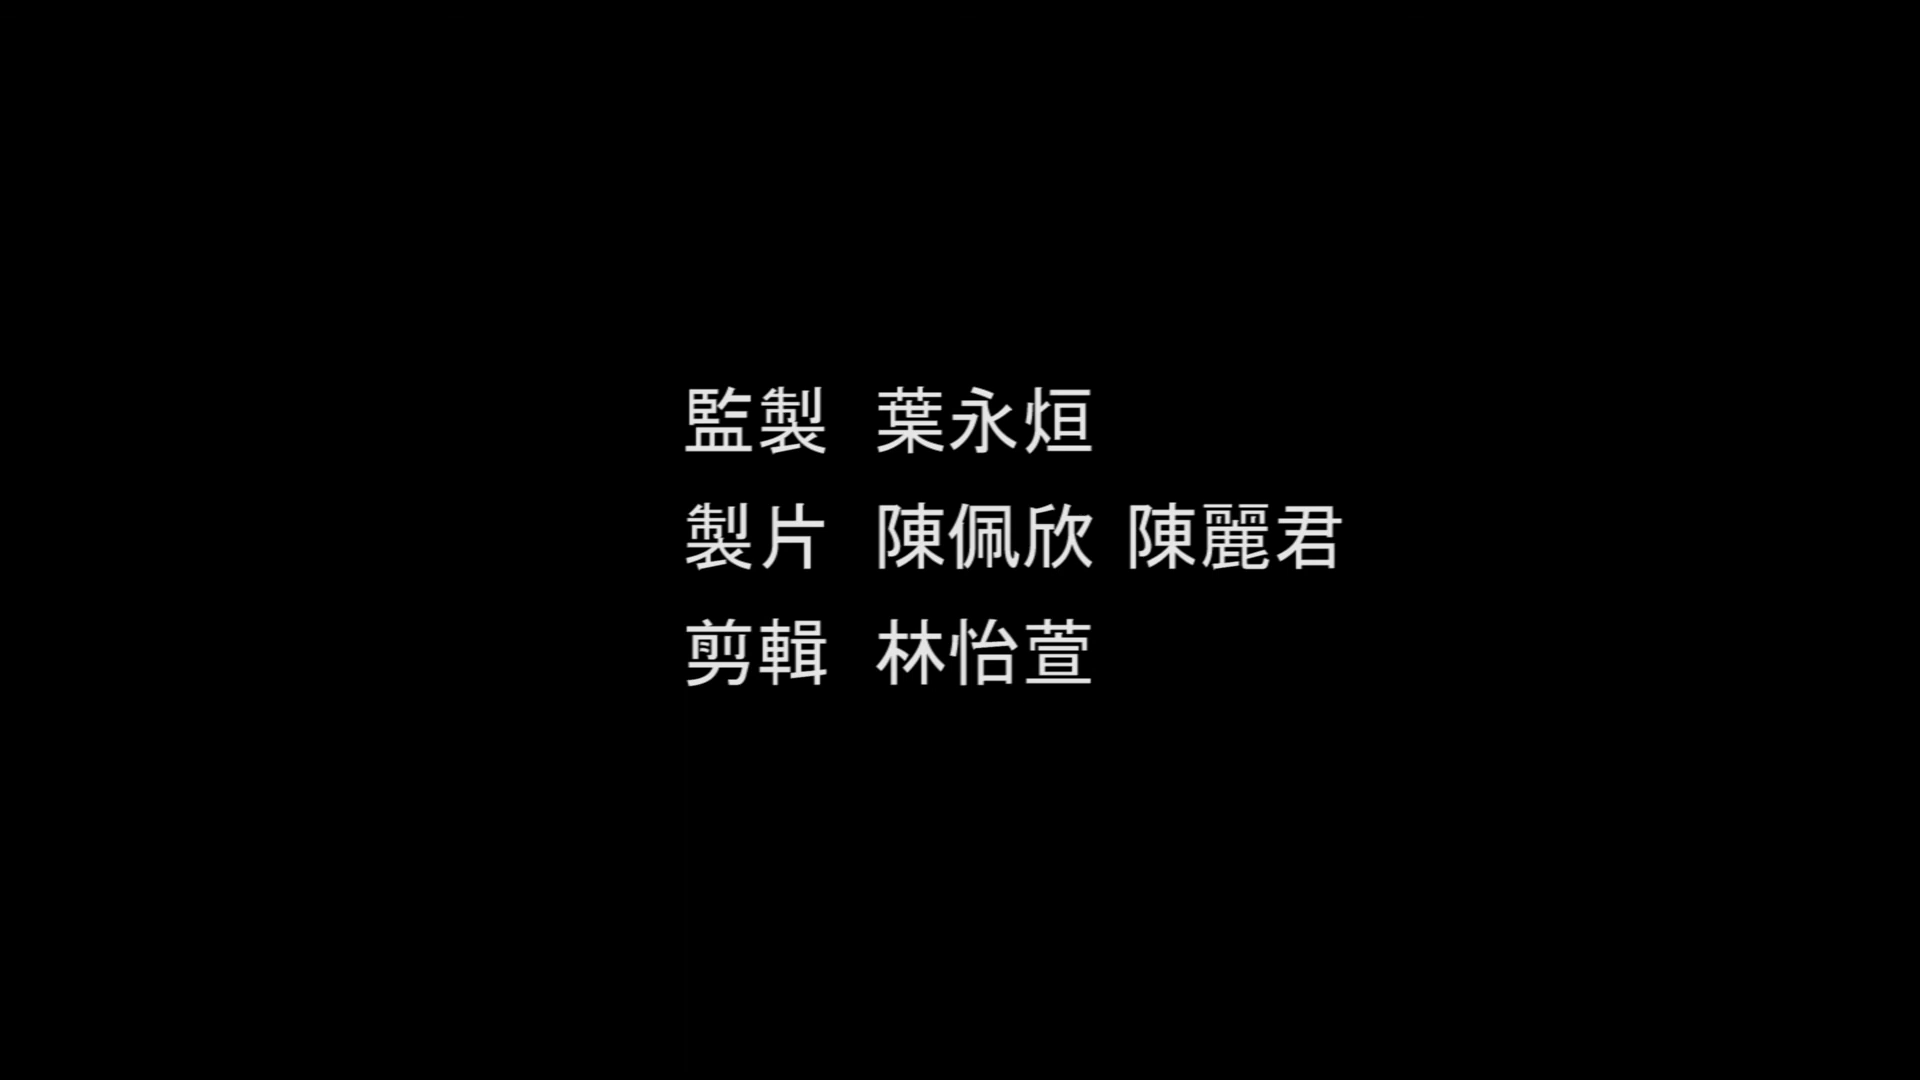 監製 葉永烜
製片 陳佩欣 陳麗君
剪輯 林怡萱